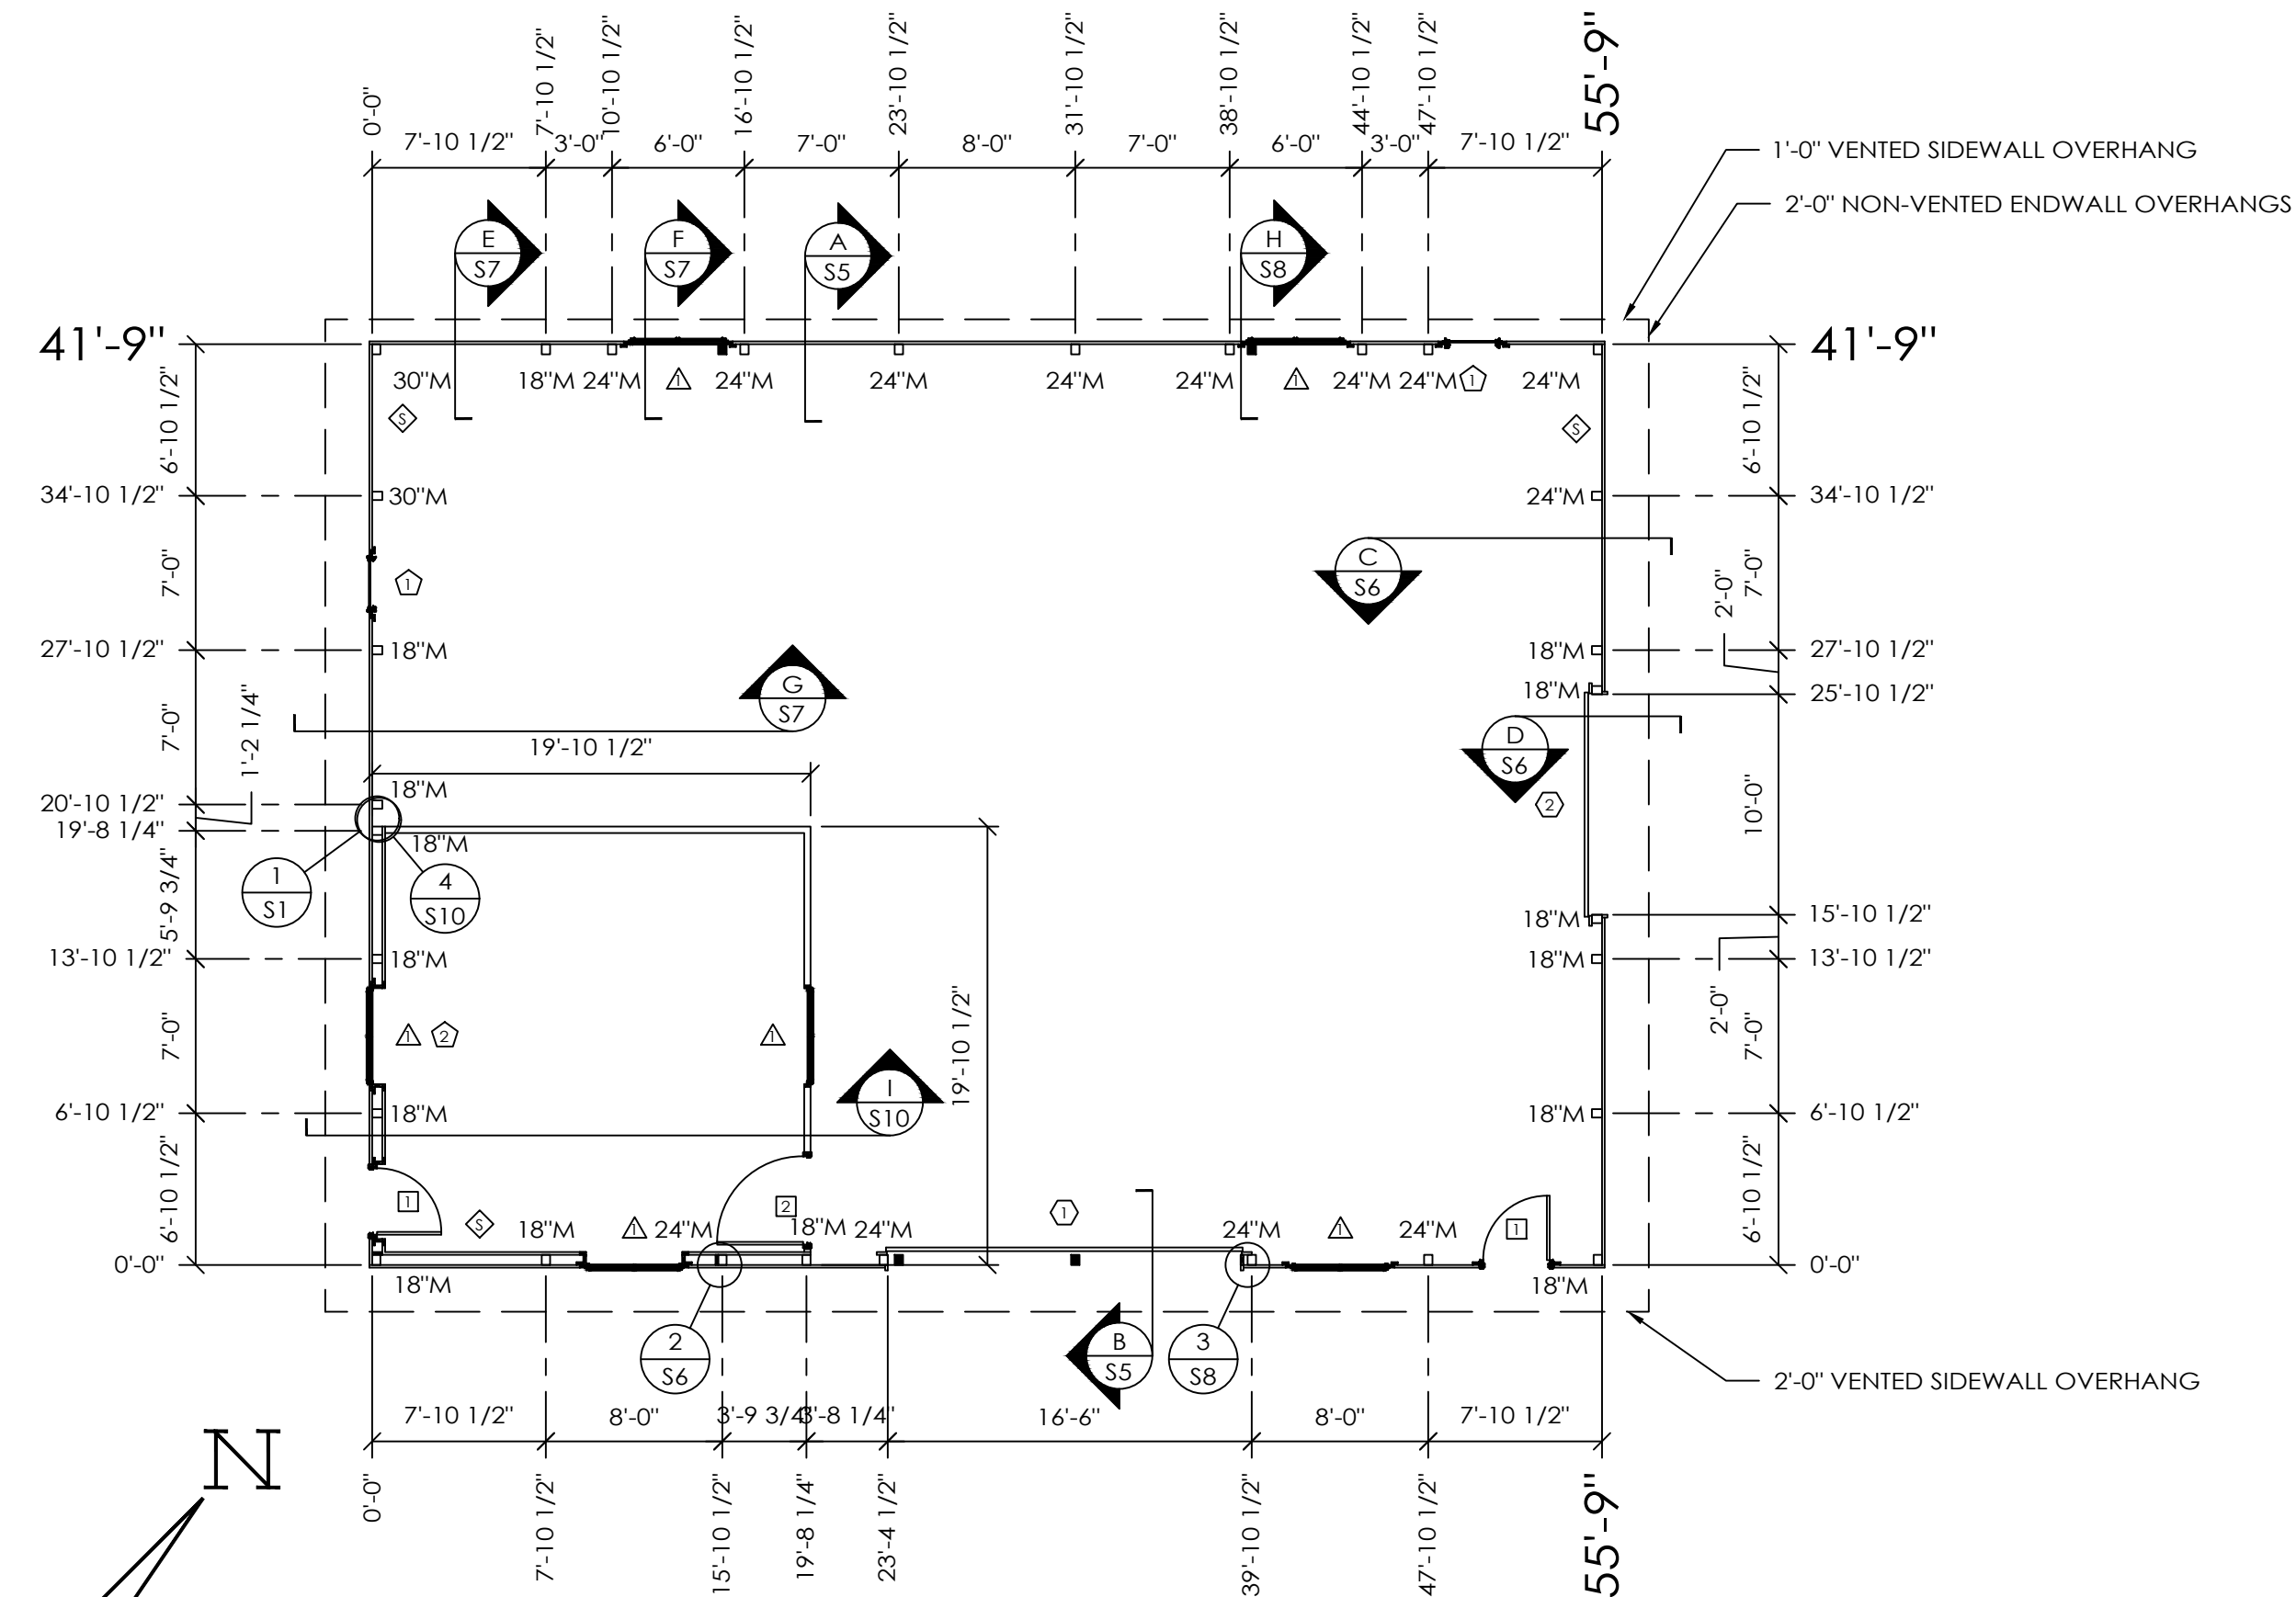 0'-0"
7'-10 1/2"
10'-10 1/2"
16'-10 1/2"
23'-10 1/2"
31'-10 1/2"
38'-10 1/2"
44'-10 1/2"
47'-10 1/2"
55'-9"
7'-10 1/2"
3'-0"
6'-0"
7'-0"
8'-0"
7'-0"
6'-0"
3'-0"
7'-10 1/2"
1'-0" VENTED SIDEWALL OVERHANG
2'-0" NON-VENTED ENDWALL OVERHANGS
E
S7
F
S7
A
S5
H
S8
41'-9"
41'-9"
30"M
18"M
24"M
1
24"M
24"M
24"M
24"M
1
24"M
24"M
1
24"M
S
S
6'-10 1/2"
6'-10 1/2"
34'-10 1/2"
30"M
24"M
34'-10 1/2"
C
S6
7'-0"
1
2'-0"
7'-0"
27'-10 1/2"
18"M
18"M
27'-10 1/2"
G
S7
18"M
25'-10 1/2"
7'-0"
1'-2 1/4"
19'-10 1/2"
D
S6
18"M
20'-10 1/2"
19'-8 1/4"
2
10'-0"
18"M
1
S1
4
S10
5'-9 3/4"
18"M
15'-10 1/2"
13'-10 1/2"
18"M
18"M
13'-10 1/2"
2'-0"
7'-0"
1
2
1
19'-10 1/2"
7'-0"
I
S10
6'-10 1/2"
18"M
18"M
6'-10 1/2"
6'-10 1/2"
1
S
18"M
1
24"M
2
18"M
24"M
1
24"M
1
24"M
1
6'-10 1/2"
0'-0"
18"M
18"M
0'-0"
2
S6
B
S5
3
S8
2'-0" VENTED SIDEWALL OVERHANG
7'-10 1/2"
8'-0"
3'-9 3/4"
3'-8 1/4"
16'-6"
8'-0"
7'-10 1/2"
N
0'-0"
7'-10 1/2"
15'-10 1/2"
19'-8 1/4"
23'-4 1/2"
39'-10 1/2"
47'-10 1/2"
55'-9"